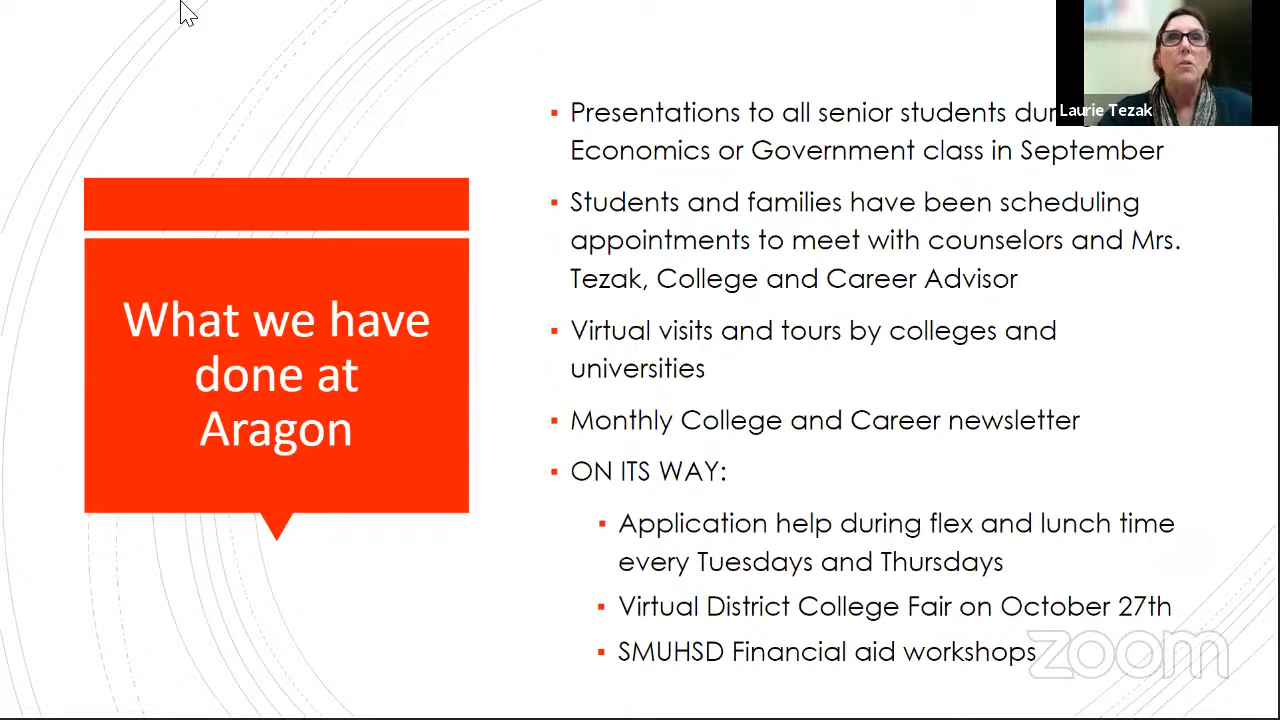 Laurie Tezak
What we have
done at
Aragon
Presentations to all senior students
Economics or Government class in September
Students and families have been scheduling
appointments to meet with counselors and Mrs.
Tezak, College and Career Advisor
Virtual visits and tours by colleges and
universities
Monthly College and Career newsletter
ON ITS WAY:
Application help during flex and lunch time
every Tuesdays and Thursdays
Virtual District College Fair on October 27th
SMUHSD Financial aid workshops
zoom